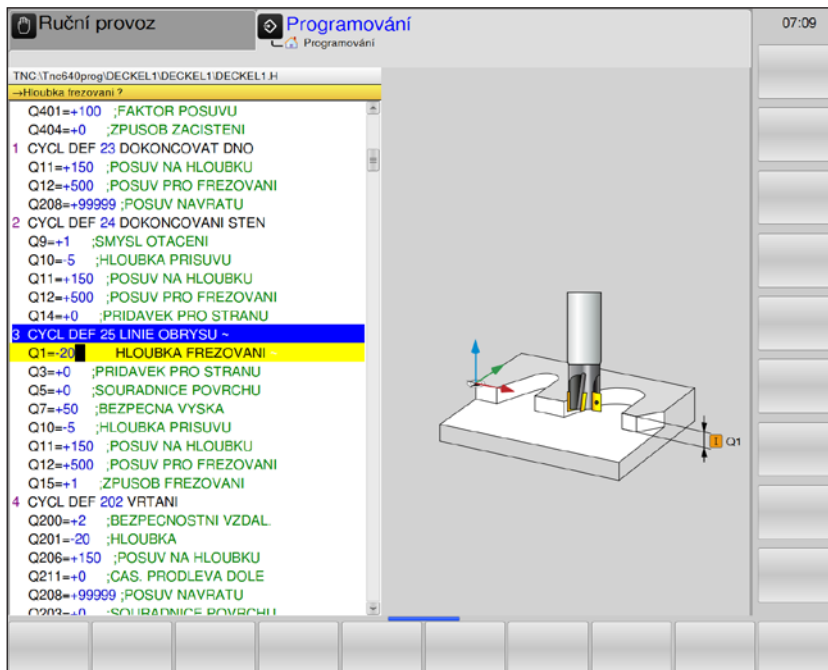 Ruční provoz
Programování
07:09
Programování
TNC:\Tnc640prog\DECKEL1\DECKEL1\DECKEL1.H
→Hloubka frezovani ?
Q401=+100 ;FAKTOR POSUVU
Q404=+0 ;ZPUSOB ZACISTENI
1 CYCL DEF 23 DOKONCOVAT DNO
Q11=+150 ;POSUV NA HLOUBKU
Q12=+500 ;POSUV PRO FREZOVANI
Q208=+99999 ;POSUV NAVRATU
2 CYCL DEF 24 DOKONCOVANI STEN
Q9=+1 ;SMYSL OTACENI
Q10=-5 ;HLOUBKA PRISUVU
Q11=+150 ;POSUV NA HLOUBKU
Q12=+500 ;POSUV PRO FREZOVANI
Q14=+0 ;PRIDAVEK PRO STRANU
3 CYCL DEF 25 LINIE OBRYSU ~
Q1=-20 HLOUBKA FREZOVANI ~
Q3=+0 ;PRIDAVEK PRO STRANU
Q5=+0 ;SOURADNICE POVRCHU
Q7=+50 ;BEZPECNA VYSKA
Q10=-5 ;HLOUBKA PRISUVU
Q11=+150 ;POSUV NA HLOUBKU
Q12=+500 ;POSUV PRO FREZOVANI
Q15=+1 ;ZPUSOB FREZOVANI
4 CYCL DEF 202 VRTANI
Q200=+2 ;BEZPECNOSTNI VZDAL.
Q201=-20 ;HLOUBKA
Q206=+150 ;POSUV NA HLOUBKU
Q211=+0 ;CAS. PRODLEVA DOLE
Q208=+99999 ;POSUV NAVRATU
Q203=+0 ;SOURADNICE POVRCHU
I Q1